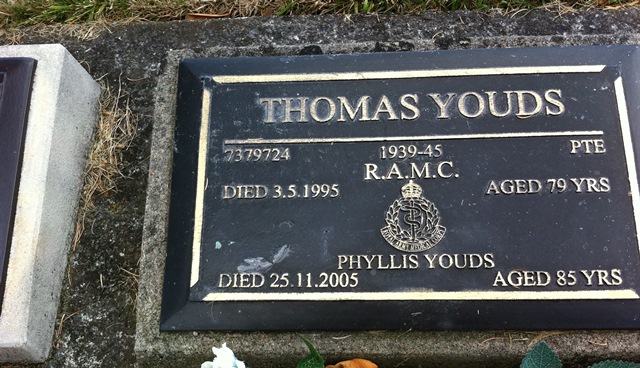 THOMAS YOUDS
7379724 1939-45 PTE
R.A.M.C.
DIED 3.5.1995 AGED 79 YRS
PHYLLIS YOUDS
DIED 25.11.2005 AGED 85 YRS